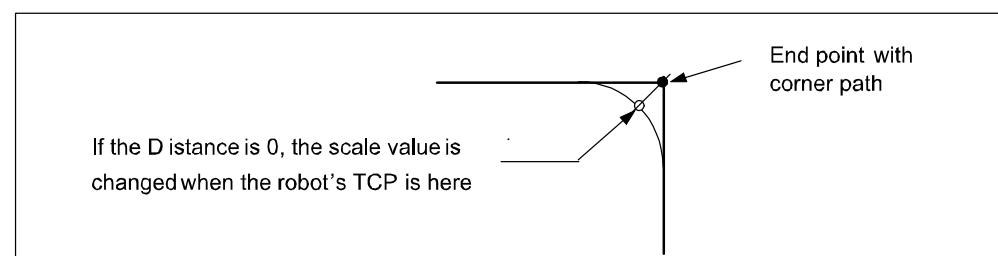 End point with
corner path
If the D istance is 0, the scale value is
changed when the robot's TCP is here